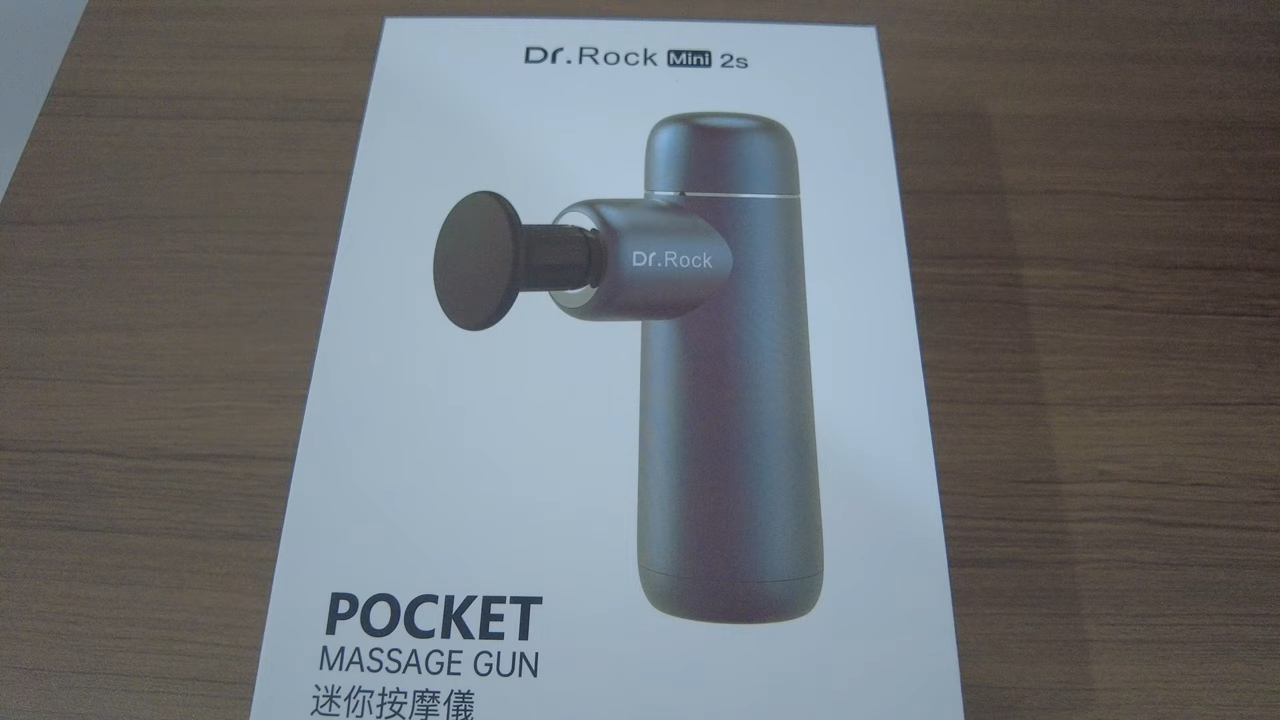 Dr.Rock Mini 2s
Dr.Rock
POCKET
MASSAGE GUN
迷你按摩儀